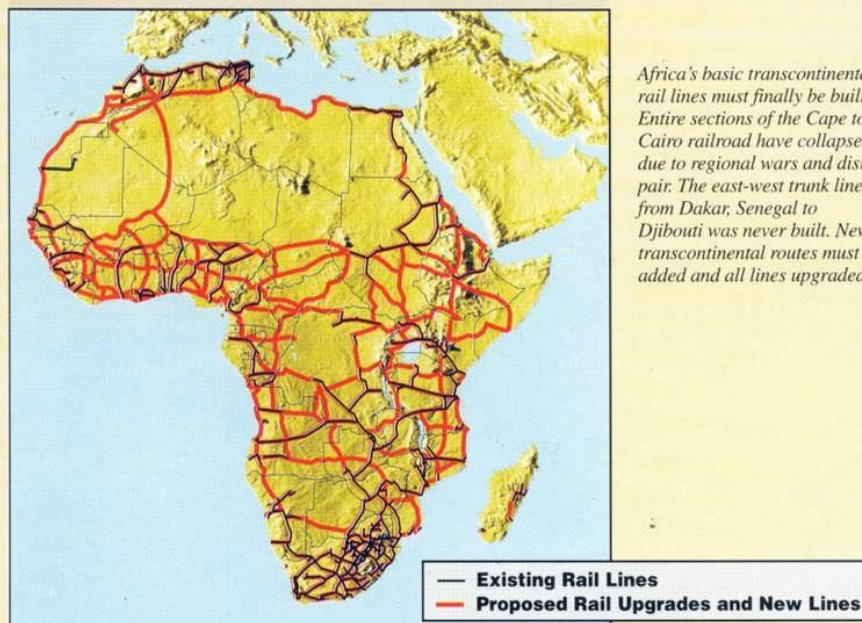 Africa's basic
rail lines must finally be
Entire sections of the Cape to
Cairo railroad have
due to regional wars and
pair. The east-west trunk line
from Dakar, Senegal to
Djibouti was never built.
transcontinental routes must
added and all lines upgraded
Existing Rail Lines
Proposed Rail Upgrades and New Lines